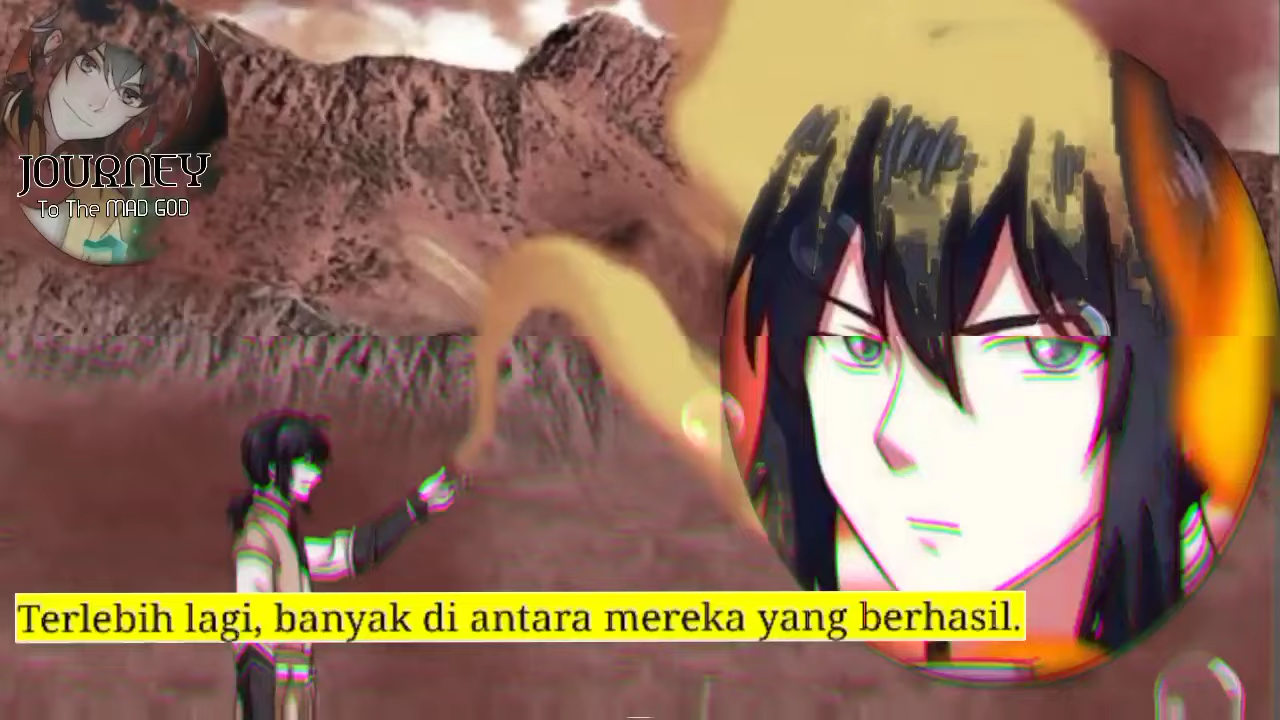 JOURNEY
To The MAD GOD
Terlebih lagi, banyak di antara mereka yang berhasil.